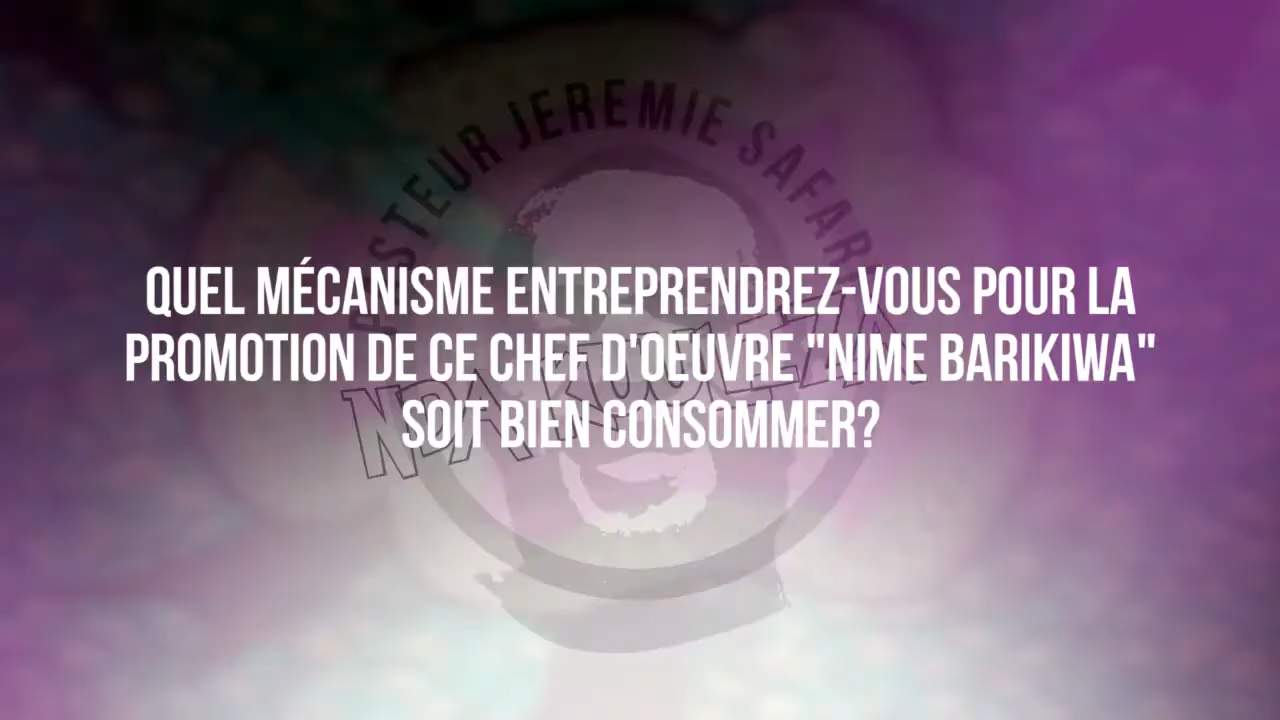 PASTEUR JEREMIE SAFARI
QUEL MÉCANISME ENTREPRENDREZ-VOUS POUR LA
PROMOTION DE CE CHEF D'OEUVRE "NIME BARIKIWA"
SOIT BIEN CONSOMMER?
NDA